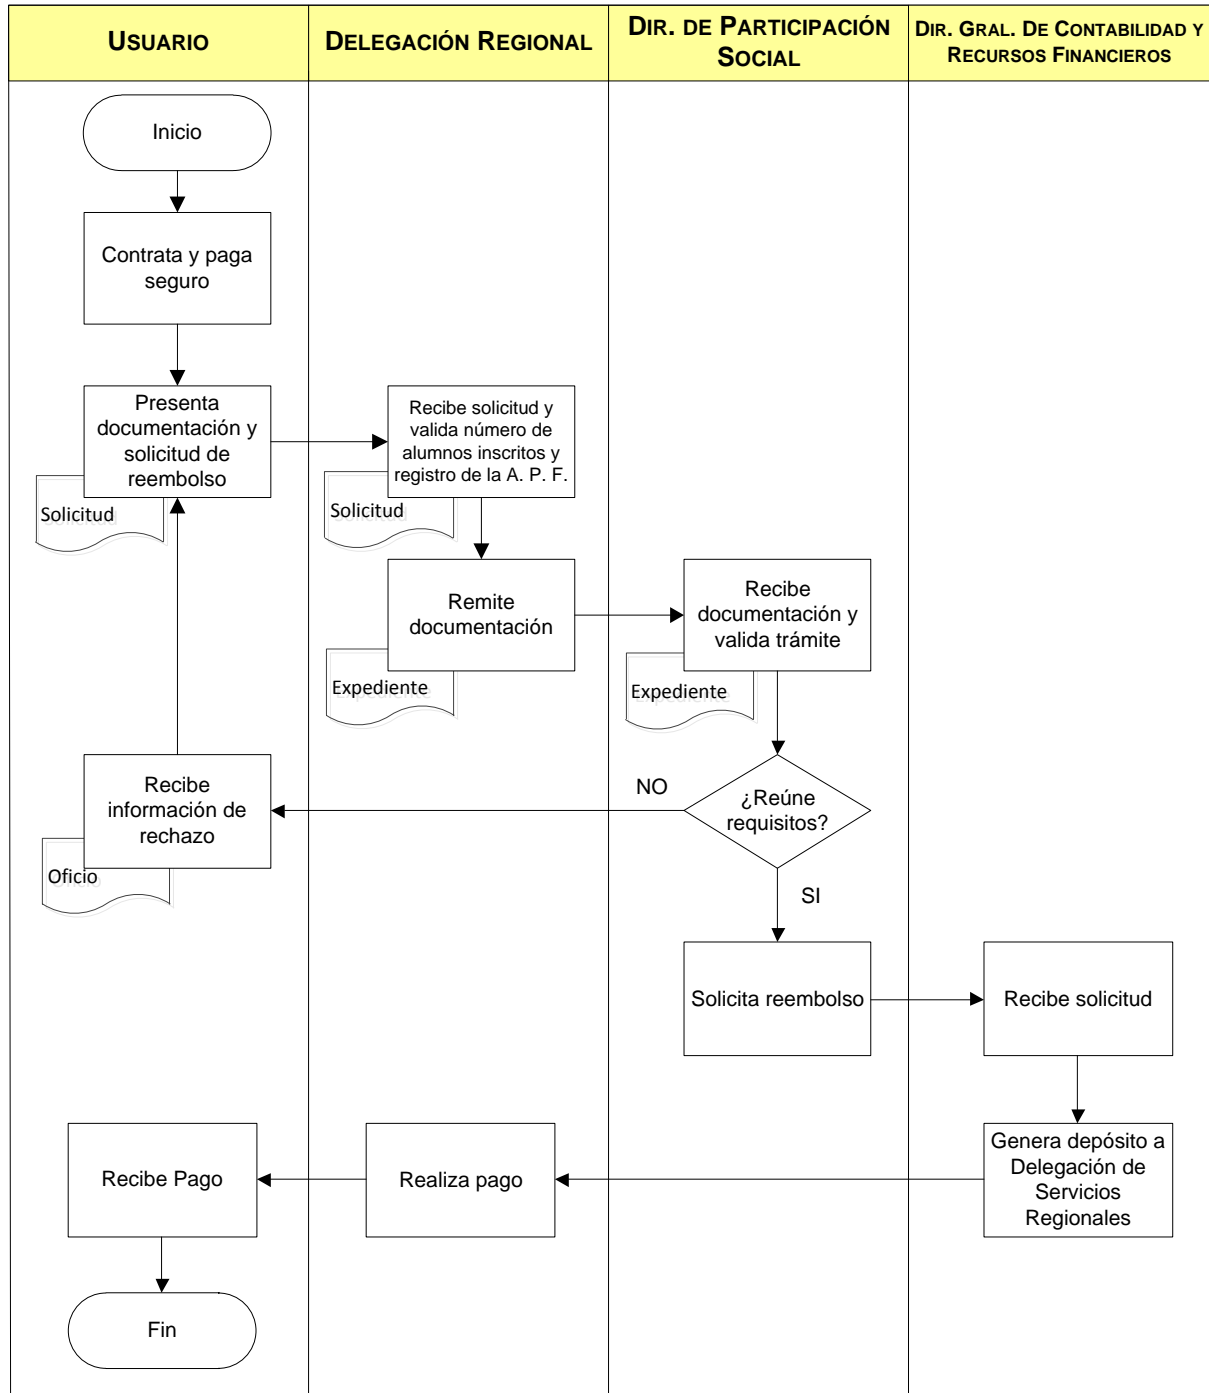 USUARIO
DELEGACIÓN REGIONAL
DIR. DE PARTICIPACIÓN
SOCIAL
DIR. GRAL. DE CONTABILIDAD Y
RECURSOS FINANCIEROS
Inicio
Contrata y paga
seguro
Presenta
documentación y
solicitud de
reembolso
Solicitud
Recibe solicitud y
valida número de
alumnos inscritos y
registro de la A. P. F.
Solicitud
Remite
documentación
Expediente
Recibe
documentación y
valida trámite
Expediente
¿Reúne
requisitos?
NO
Recibe
información de
rechazo
Oficio
SI
Solicita reembolso
Recibe solicitud
Genera depósito a
Delegación de
Servicios
Regionales
Realiza pago
Recibe Pago
Fin